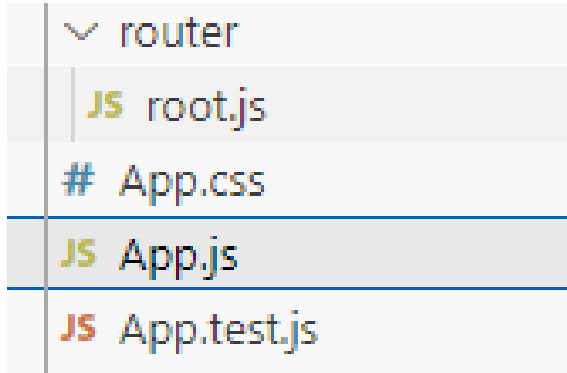 router
JS root.js
# App.css
JS App.js
JS App.test.js